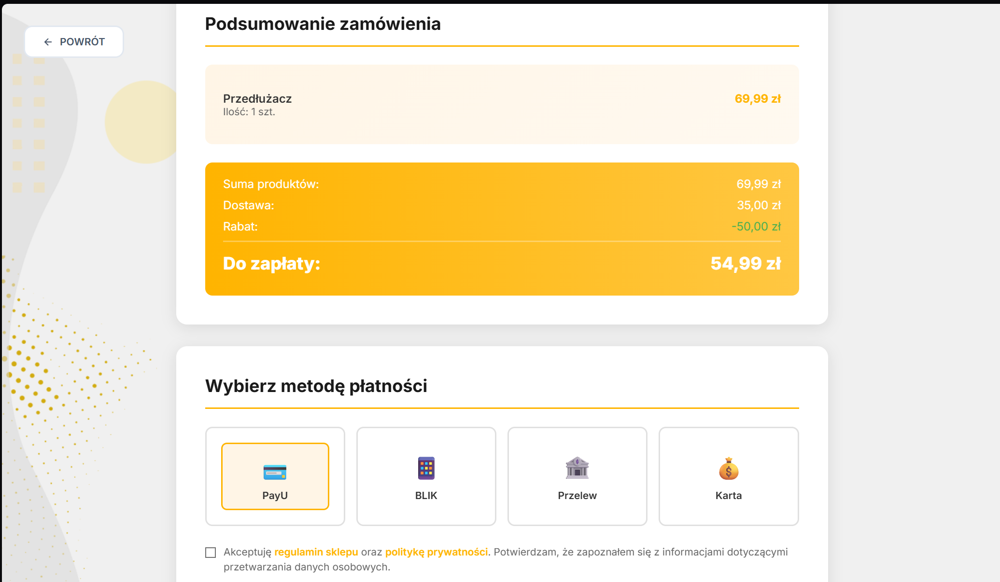 ← POWRÓT
Podsumowanie zamówienia
Przedłużacz 69,99 zł
Ilość: 1 szt.
Suma produktów: 69,99 zł
Dostawa: 35,00 zł
Rabat: -50,00 zł
Do zapłaty: 54,99 zł
Wybierz metodę płatności
PayU BLIK Przelew Karta
Akceptuję regulamin sklepu oraz politykę prywatności. Potwierdzam, że zapoznałem się z informacjami dotyczącymi
przetwarzania danych osobowych.